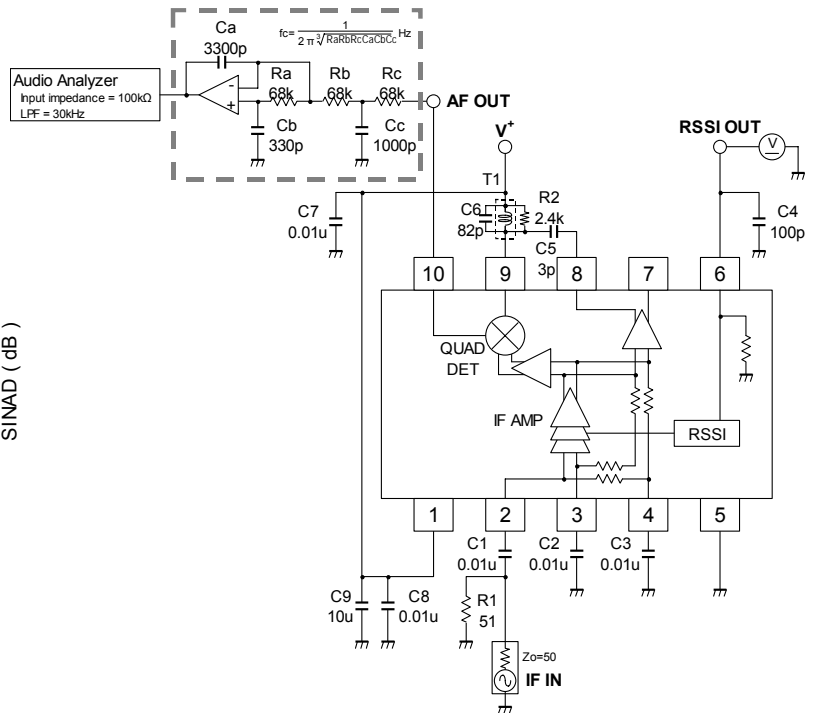 Ca
3300p
fc= 1 / 2 π ∛RaRbRcCaCbCc Hz
Audio Analyzer
Input impedance = 100kΩ
LPF = 30kHz
-
+
Ra
68k
Rb
68k
Rc
68k
AF OUT
Cb
330p
Cc
1000p
V+
RSSI OUT
V
T1
C7
0.01u
C6
82p
R2
2.4k
C5
3p
C4
100p
10
9
8
7
6
QUAD
DET
IF AMP
RSSI
SINAD ( dB )
1
2
3
4
5
C1
0.01u
C2
0.01u
C3
0.01u
C9
10u
C8
0.01u
R1
51
Zo=50
IF IN